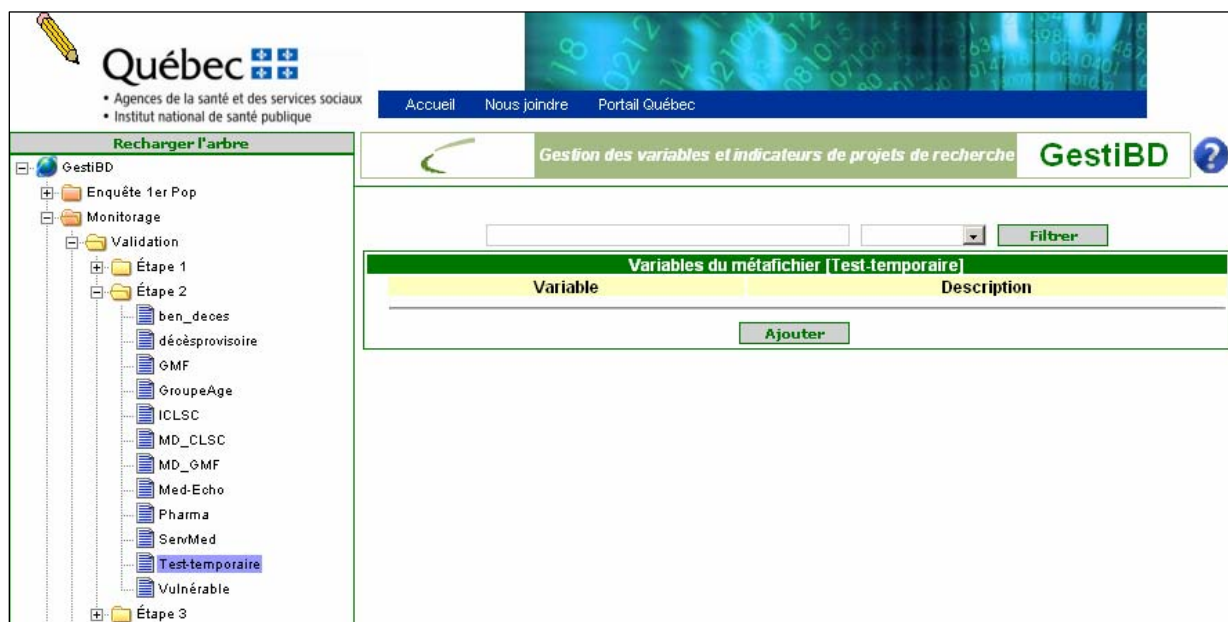 Québec
• Agences de la santé et des services sociaux
• Institut national de santé publique
Accueil Nous joindre Portail Québec
Recharger l'arbre
GestiBD
Enquête 1er Pop
Monitorage
Validation
Étape 1
Étape 2
ben_deces
décèsprovisoire
GMF
GroupeAge
ICLSC
MD_CLSC
MD_GMF
Med-Echo
Pharma
ServMed
Test-temporaire
Vulnérable
Étape 3
Gestion des variables et indicateurs de projets de recherche GestiBD ?
Filtrer
Variables du métafichier [Test-temporaire]
Variable Description
Ajouter